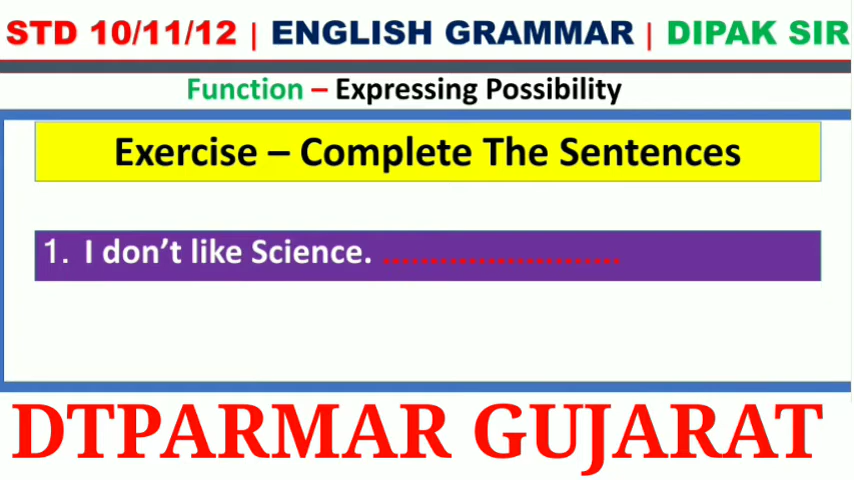 STD 10/11/12 | ENGLISH GRAMMAR | DIPAK SIR
Function – Expressing Possibility
Exercise – Complete The Sentences
1. I don’t like Science. ..........................
DTPARMAR GUJARAT